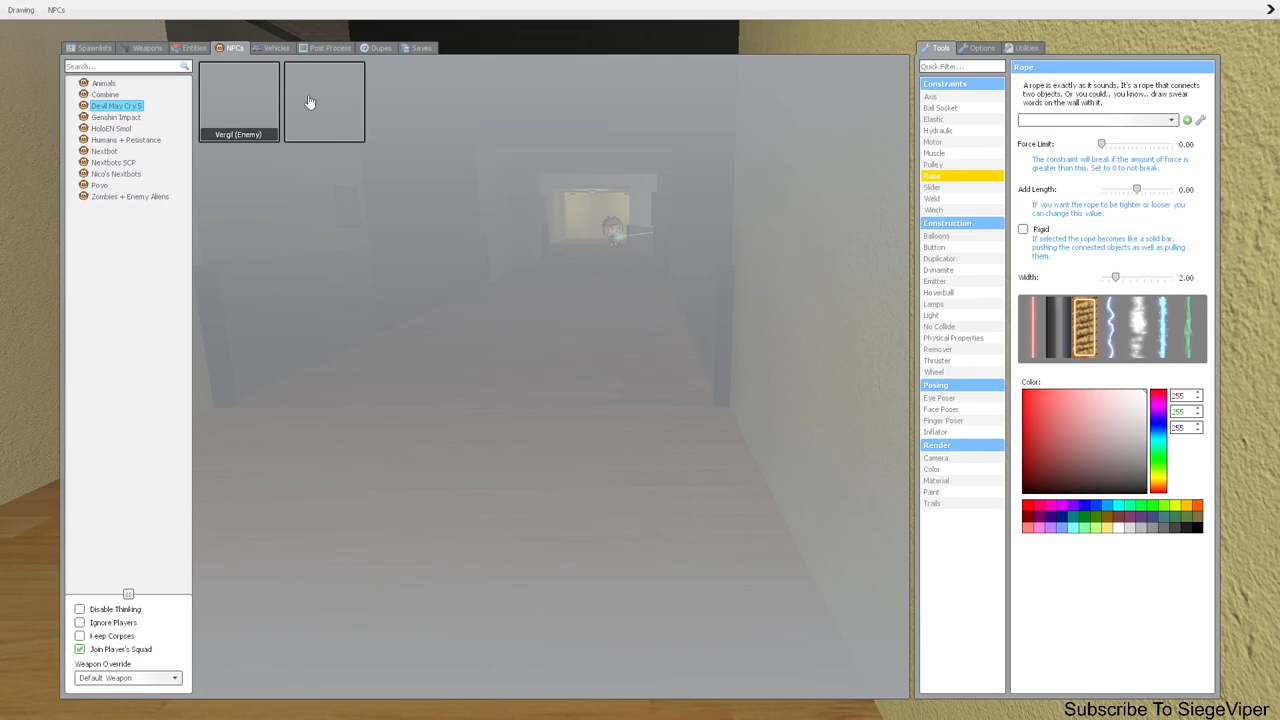 Drawing NPCs
Spawnlists Weapons Entities NPCs Vehicles Post Process Dupes Saves
Search...
Animals
Combine
Devil May Cry 5
Genshin Impact
HoloEN Smol
Humans + Resistance
Nextbot
Nextbots SCP
Nico's Nextbots
Poyo
Zombies + Enemy Aliens
Vergil (Enemy)
Disable Thinking
Ignore Players
Keep Corpses
Join Player's Squad
Weapon Override
Default Weapon
Tools Options Utilities
Quick Filter...
Constraints
Axis
Ball Socket
Elastic
Hydraulic
Motor
Muscle
Pulley
Rope
Slider
Weld
Winch
Construction
Balloons
Button
Duplicator
Dynamite
Emitter
Hoverball
Lamps
Light
No Collide
Physical Properties
Remover
Thruster
Wheel
Posing
Eye Poser
Face Poser
Finger Poser
Inflator
Render
Camera
Color
Material
Paint
Trails
Rope
A rope is exactly as it sounds. It's a rope that connects
two objects. Or you could.. you know.. draw swear
words on the wall with it.
Force Limit: 0.00
The constraint will break if the amount of force is
greater than this. Set to 0 to not break.
Add Length: 0.00
If you want the rope to be tighter or looser you
can change this value.
Rigid
If selected the rope becomes like a solid bar,
pushing the connected objects as well as pulling
them.
Width: 2.00
Color:
255
255
255
Subscribe To SiegeViper